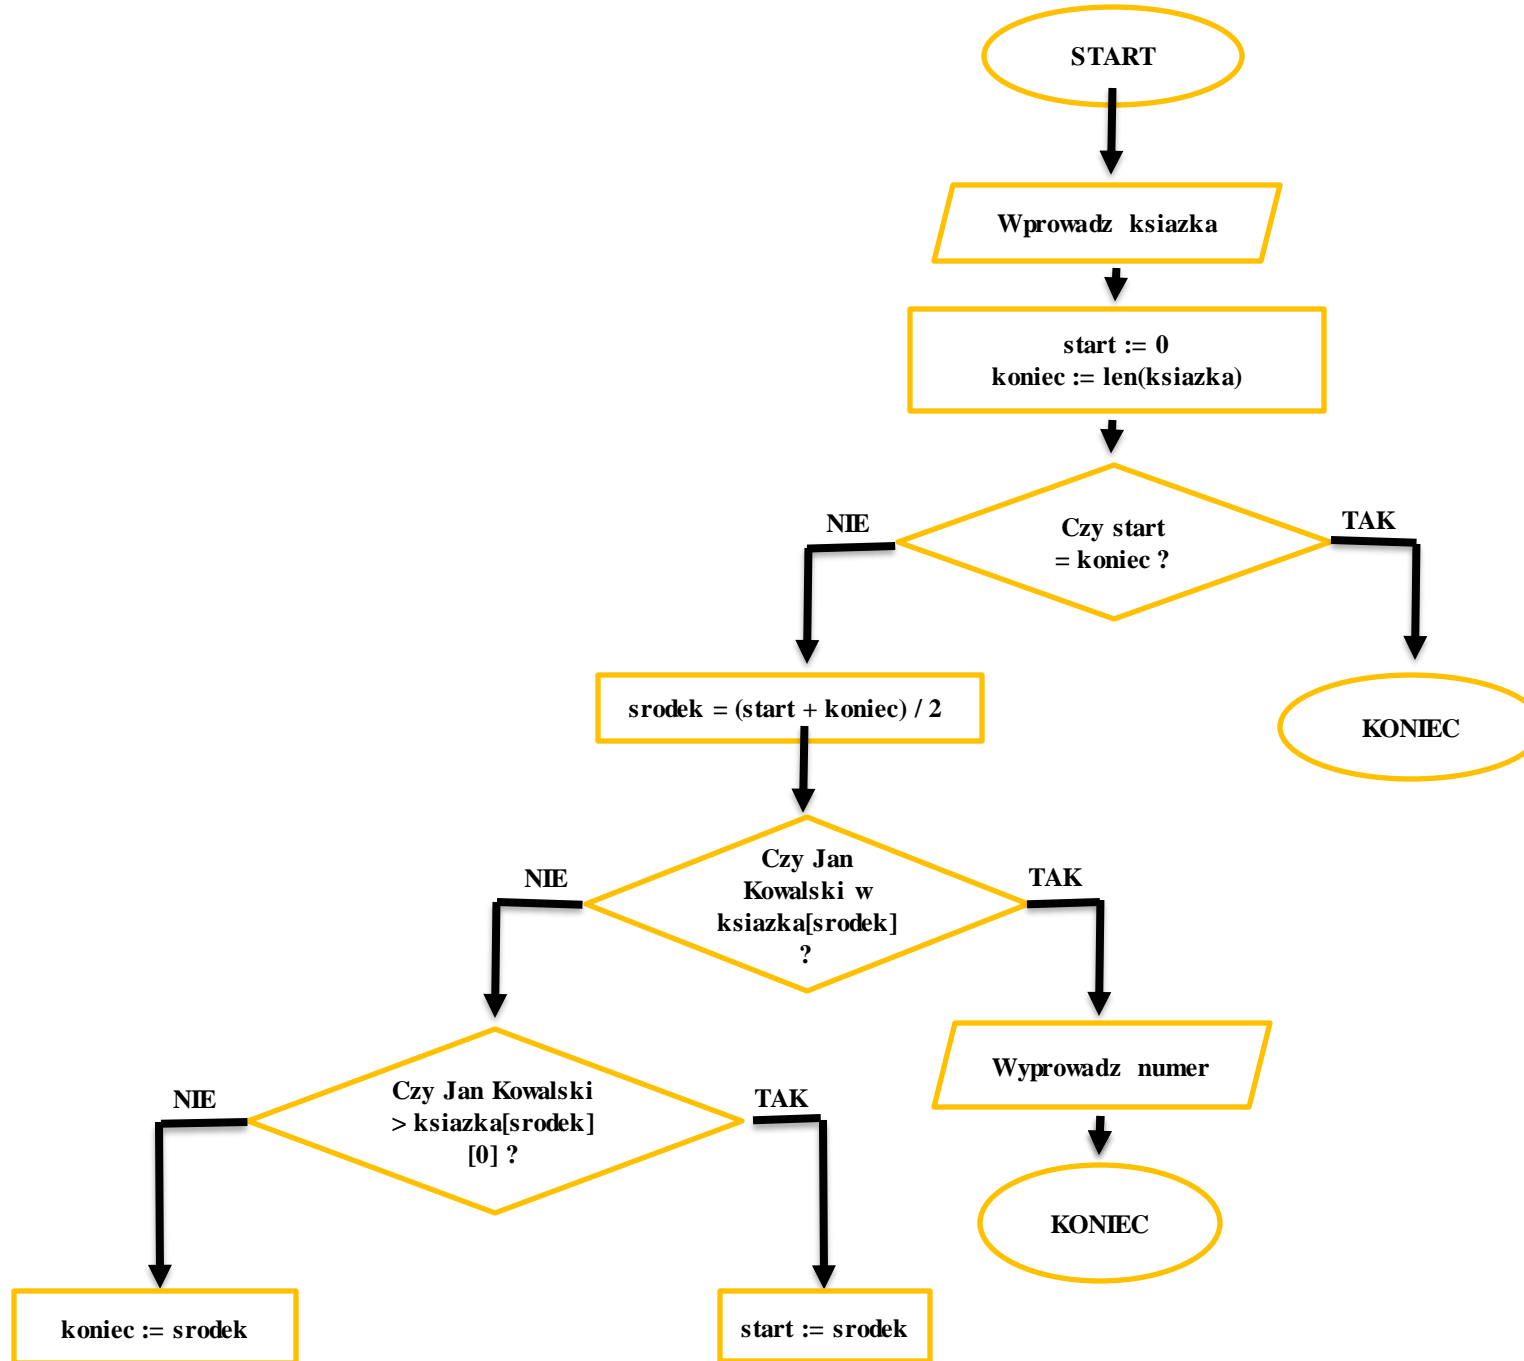 START
Wprowadz ksiazka
start := 0
koniec := len(ksiazka)
NIE
TAK
Czy start
= koniec ?
srodek = (start + koniec) / 2
KONIEC
NIE
TAK
Czy Jan
Kowalski w
ksiazka[srodek]
?
NIE
TAK
Czy Jan Kowalski
> ksiazka[srodek]
[0] ?
Wyprowadz numer
KONIEC
koniec := srodek
start := srodek